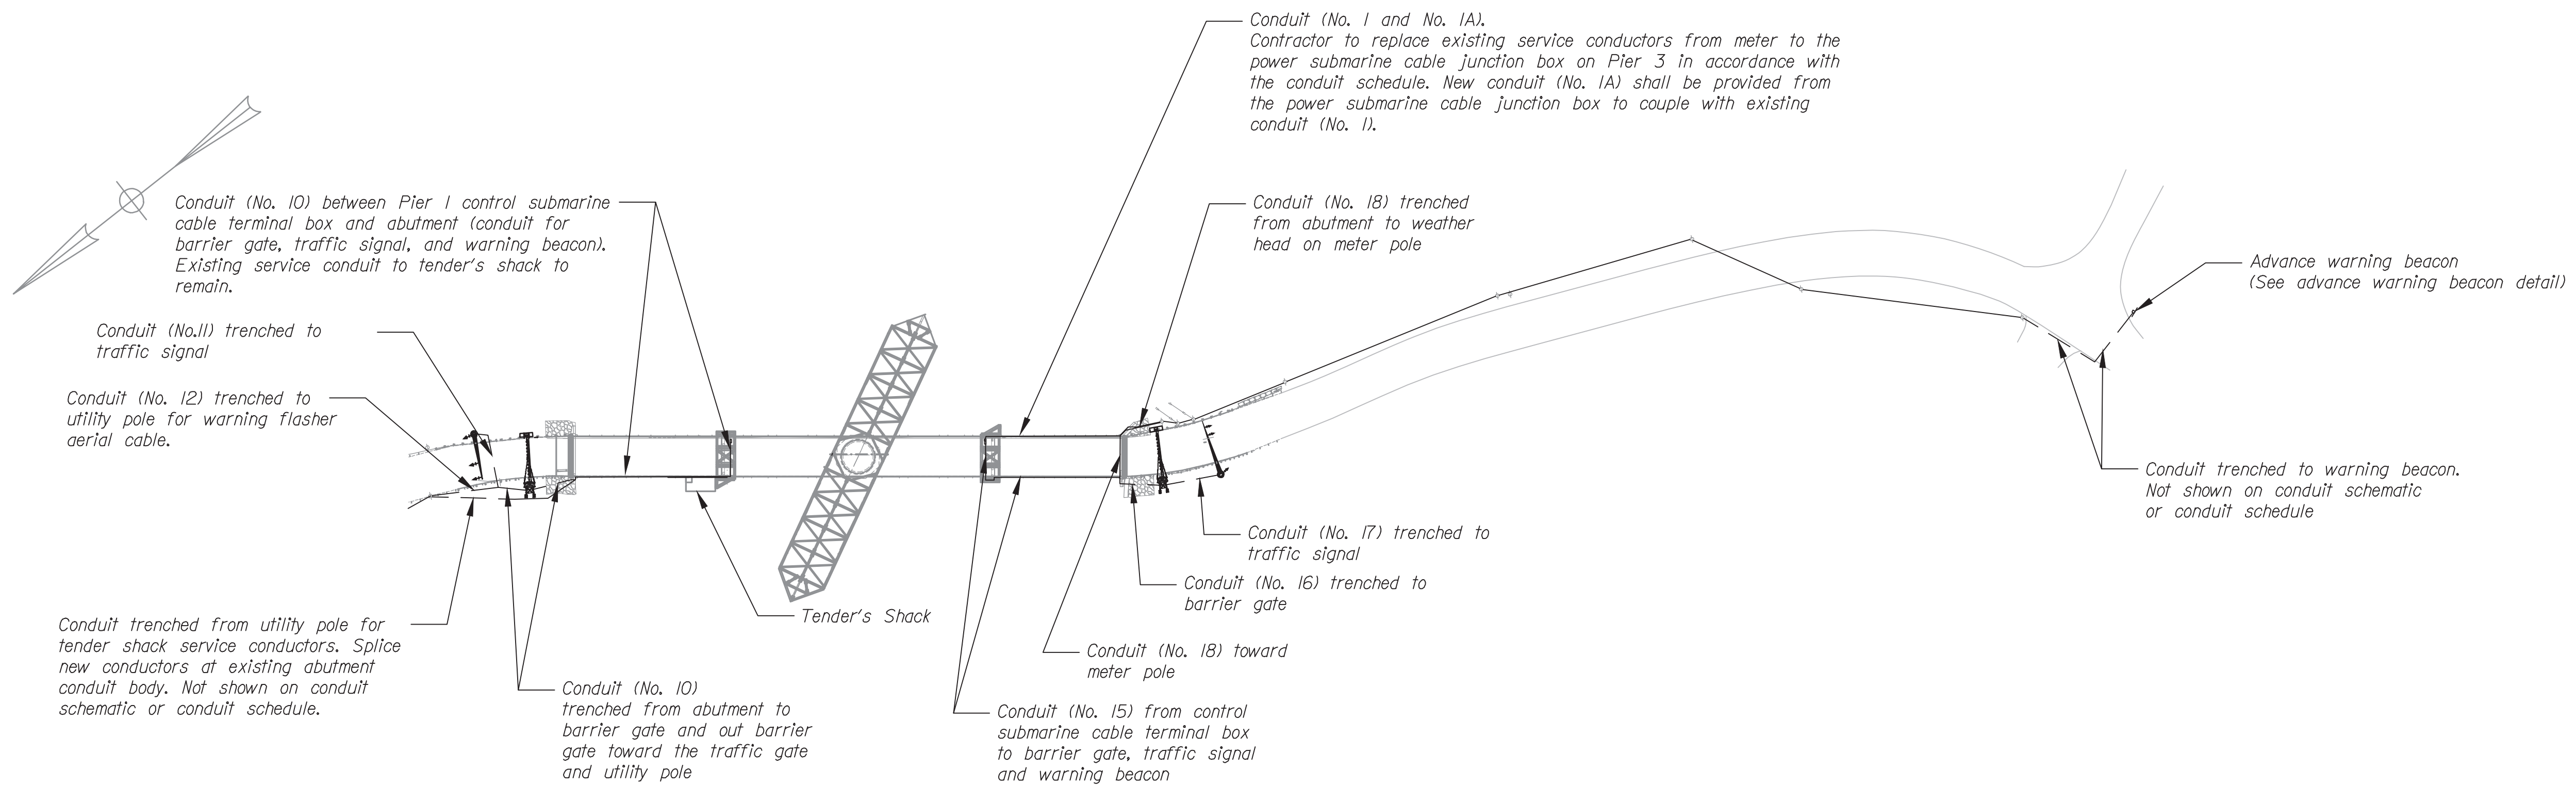 Conduit (No. 1 and No. 1A).
Contractor to replace existing service conductors from meter to the
power submarine cable junction box on Pier 3 in accordance with
the conduit schedule. New conduit (No. 1A) shall be provided from
the power submarine cable junction box to couple with existing
conduit (No. 1).
Conduit (No. 10) between Pier 1 control submarine
cable terminal box and abutment (conduit for
barrier gate, traffic signal, and warning beacon).
Existing service conduit to tender's shack to
remain.
Conduit (No. 18) trenched
from abutment to weather
head on meter pole
Advance warning beacon
(See advance warning beacon detail)
Conduit (No.11) trenched to
traffic signal
Conduit (No. 12) trenched to
utility pole for warning flasher
aerial cable.
Conduit trenched to warning beacon.
Not shown on conduit schematic
or conduit schedule
Conduit (No. 17) trenched to
traffic signal
Conduit (No. 16) trenched to
barrier gate
Tender's Shack
Conduit trenched from utility pole for
tender shack service conductors. Splice
new conductors at existing abutment
conduit body. Not shown on conduit
schematic or conduit schedule.
Conduit (No. 18) toward
meter pole
Conduit (No. 10)
trenched from abutment to
barrier gate and out barrier
gate toward the traffic gate
and utility pole
Conduit (No. 15) from control
submarine cable terminal box
to barrier gate, traffic signal
and warning beacon